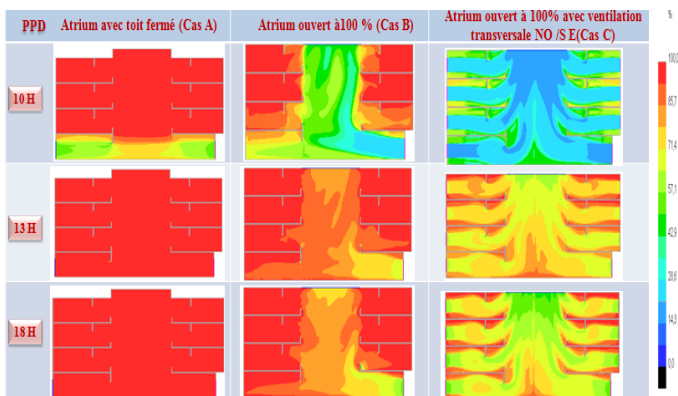 PPD
Atrium avec toit fermé (Cas A)
Atrium ouvert à100 % (Cas B)
Atrium ouvert à 100% avec ventilation
transversale NO /S E(Cas C)
%
10 H
13 H
18 H
100,0
85,7
71,4
57,1
42,9
28,6
14,3
0,0